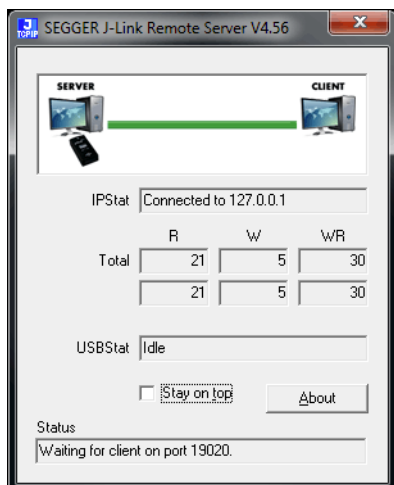 J
TCPIP
SEGGER J-Link Remote Server V4.56
SERVER
CLIENT
IPStat Connected to 127.0.0.1
R W WR
Total 21 5 30
21 5 30
USBStat Idle
Stay on top
About
Status
Waiting for client on port 19020.